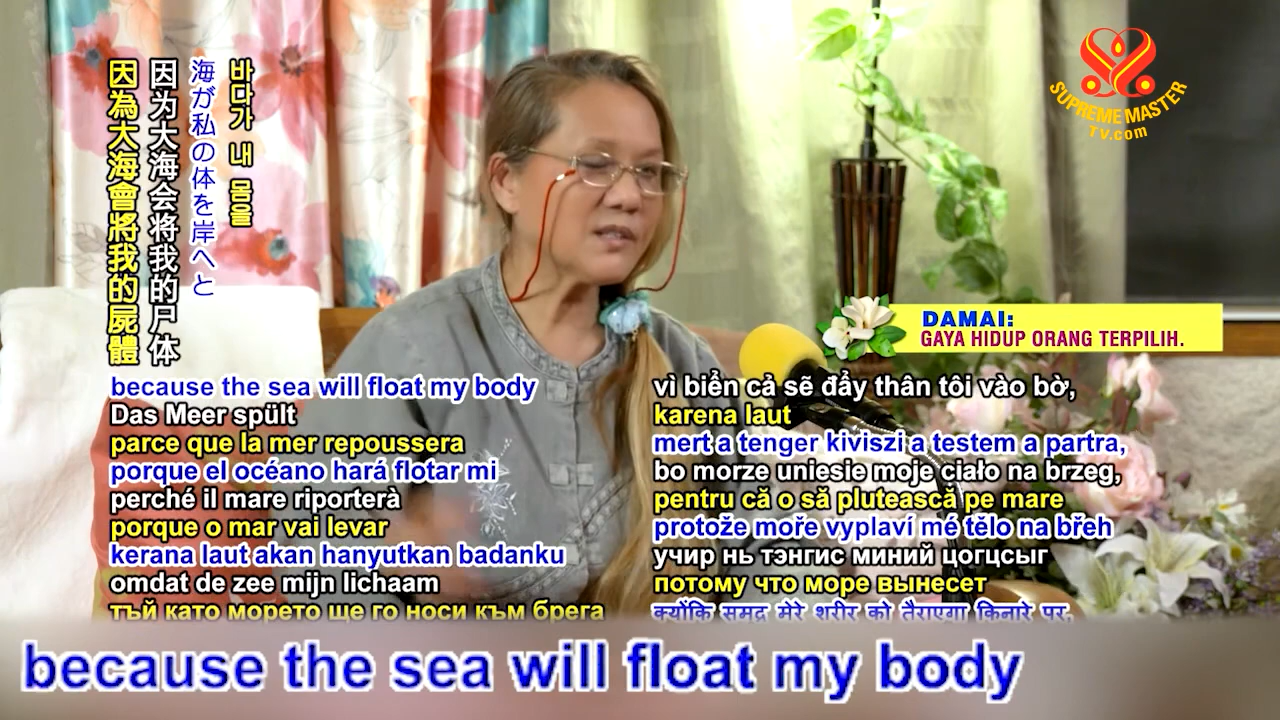 바다가 내 몸을
海が私の体を岸へと
因为大海会将我的尸体
因為大海會將我的屍體
SUPREME MASTER
TV.com
DAMAI:
GAYA HIDUP ORANG TERPILIH.
because the sea will float my body
Das Meer spült
parce que la mer repoussera
porque el océano hará flotar mi
perché il mare riporterà
porque o mar vai levar
kerana laut akan hanyutkan badanku
omdat de zee mijn lichaam
тъй като морето ще го носи към брега
vì biển cả sẽ đẩy thân tôi vào bờ,
karena laut
mert a tenger kiviszi a testem a partra,
bo morze uniesie moje ciało na brzeg,
pentru că o să plutească pe mare
protože moře vyplaví mé tělo na břeh
учир нь тэнгис миний цогцсыг
потому что море вынесет
क्योंकि समुद्र मेरे शरीर को तैराएगा किनारे पर,
because the sea will float my body